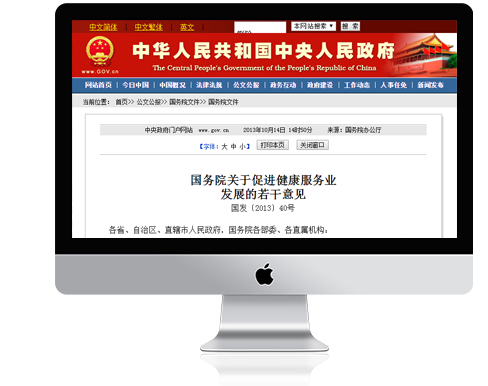 中文简体 | 中文繁体 | 英文 | 本网站搜索 搜 索
中华人民共和国中央人民政府
www.GOV.cn The Central People's Government of the People's Republic of China
网站首页 | 今日中国 | 中国概况 | 法律法规 | 公文公报 | 政务互动 | 政府建设 | 工作动态 | 人事任免 | 新闻发布
当前位置: 首页>> 公文公报>> 国务院文件>> 国务院文件
中央政府门户网站 www.gov.cn 2013年10月14日 14时50分 来源: 国务院办公厅
【字体: 大 中 小】 打印本页 关闭窗口
国务院关于促进健康服务业
发展的若干意见
国发〔2013〕40号
各省、自治区、直辖市人民政府,国务院各部委、各直属机构: